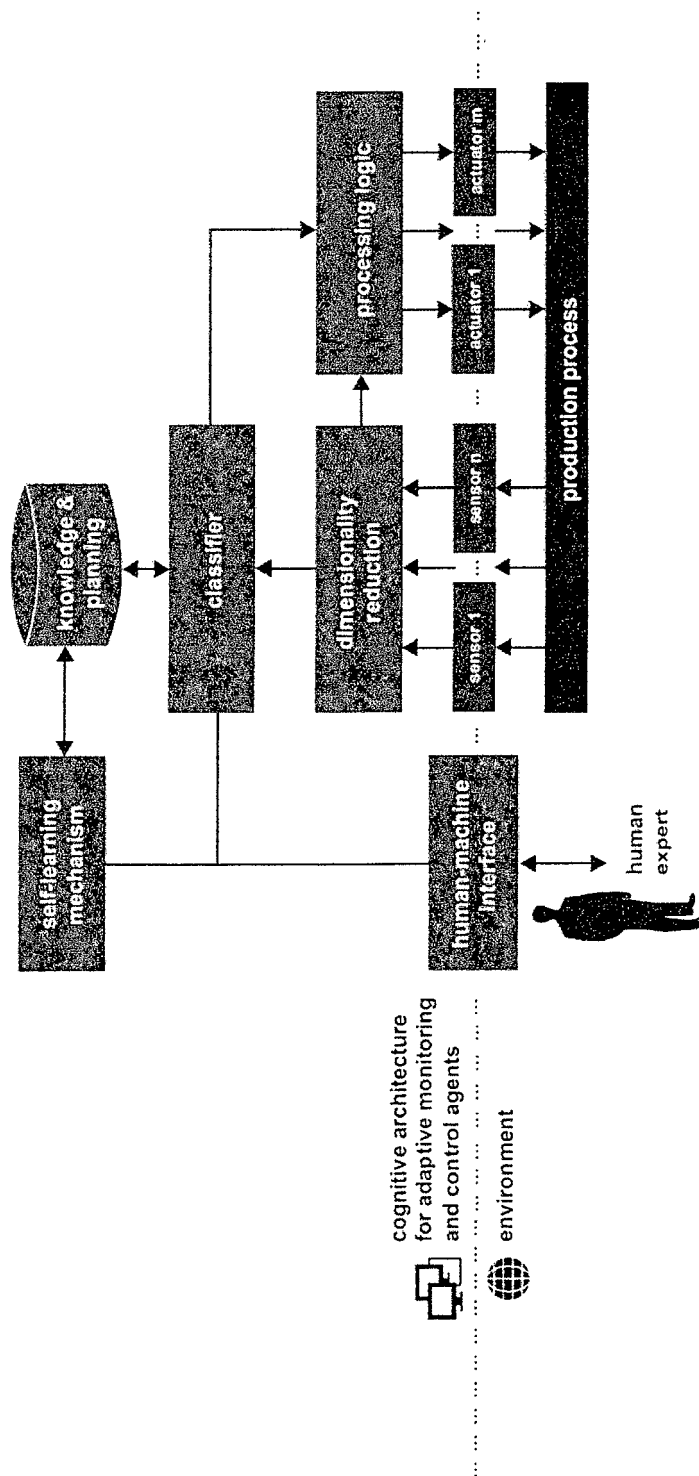 self-learning
mechanism
knowledge &
planning
classifier
dimensionality
reduction
processing logic
human-machine
interface
sensor 1
...
sensor n
...
actuator 1
...
actuator m
production process
human
expert
cognitive architecture
for adaptive monitoring
and control agents
environment